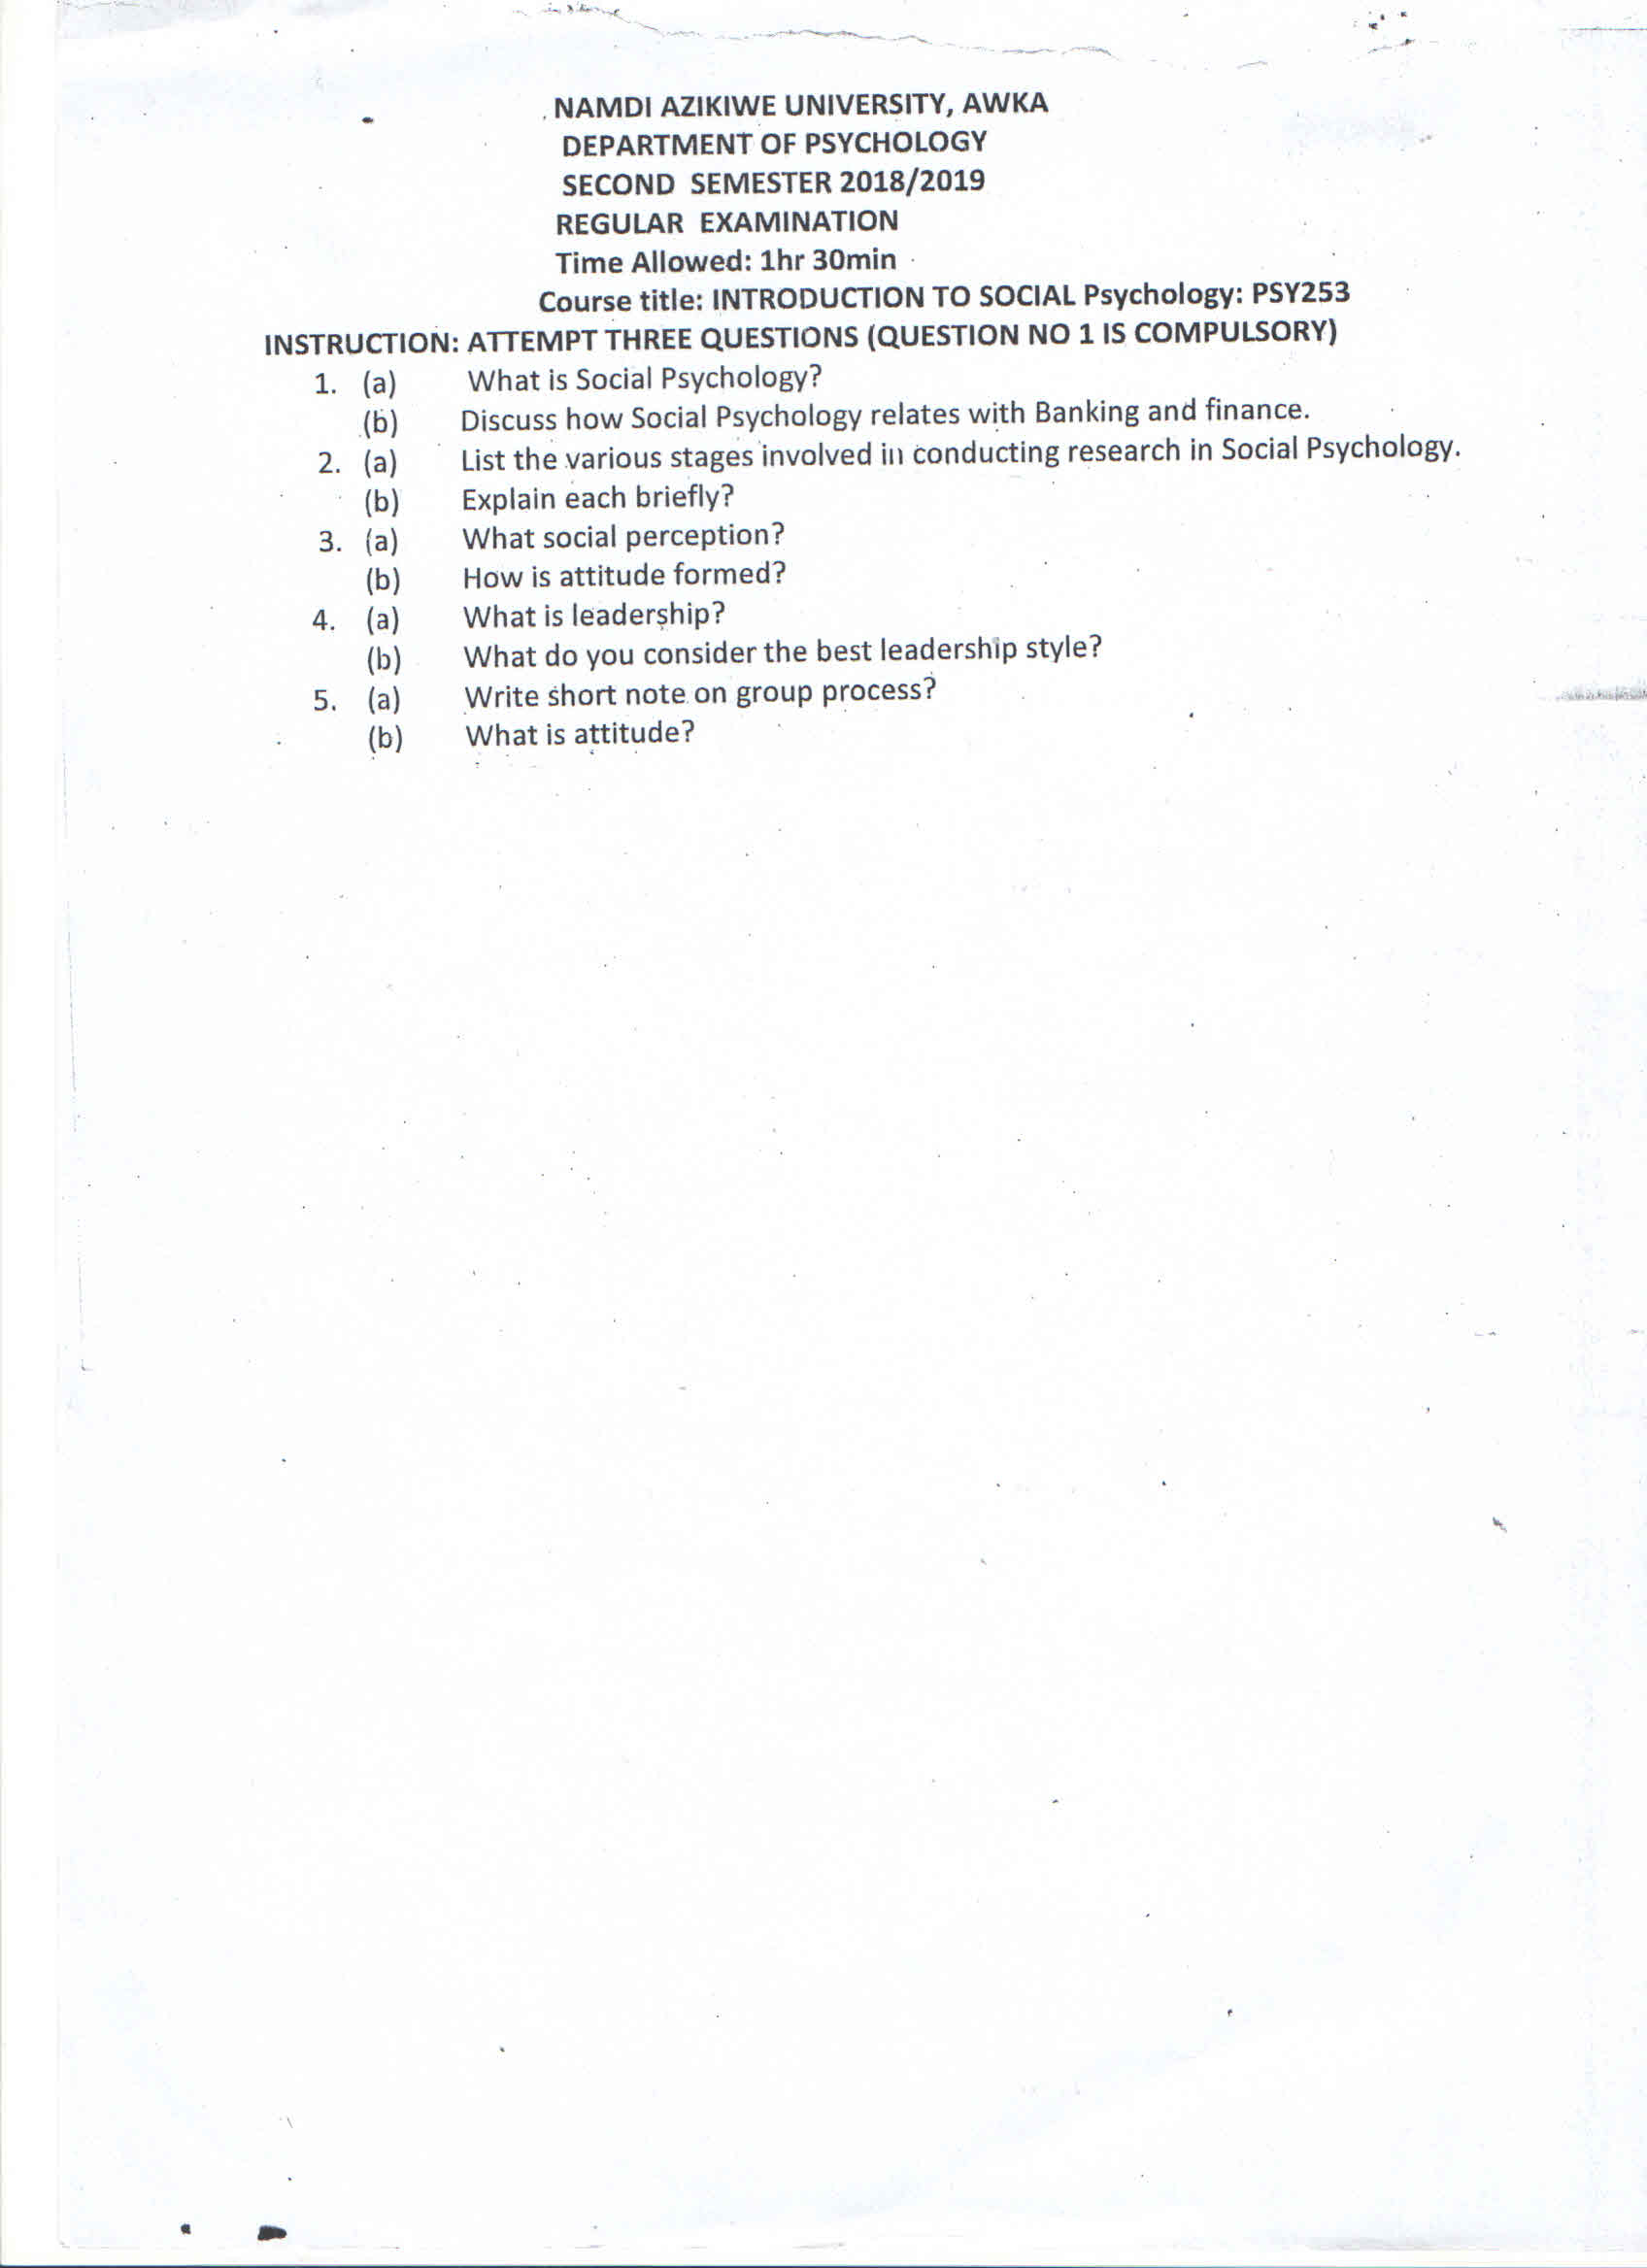 NAMDI AZIKIWE UNIVERSITY, AWKA
DEPARTMENT OF PSYCHOLOGY
SECOND SEMESTER 2018/2019
REGULAR EXAMINATION
Time Allowed: 1hr 30min
Course title: INTRODUCTION TO SOCIAL Psychology: PSY253
INSTRUCTION: ATTEMPT THREE QUESTIONS (QUESTION NO 1 IS COMPULSORY)
1. (a) What is Social Psychology?
(b) Discuss how Social Psychology relates with Banking and finance.
2. (a) List the various stages involved in conducting research in Social Psychology.
(b) Explain each briefly?
3. (a) What social perception?
(b) How is attitude formed?
4. (a) What is leadership?
(b) What do you consider the best leadership style?
5. (a) Write short note on group process?
(b) What is attitude?